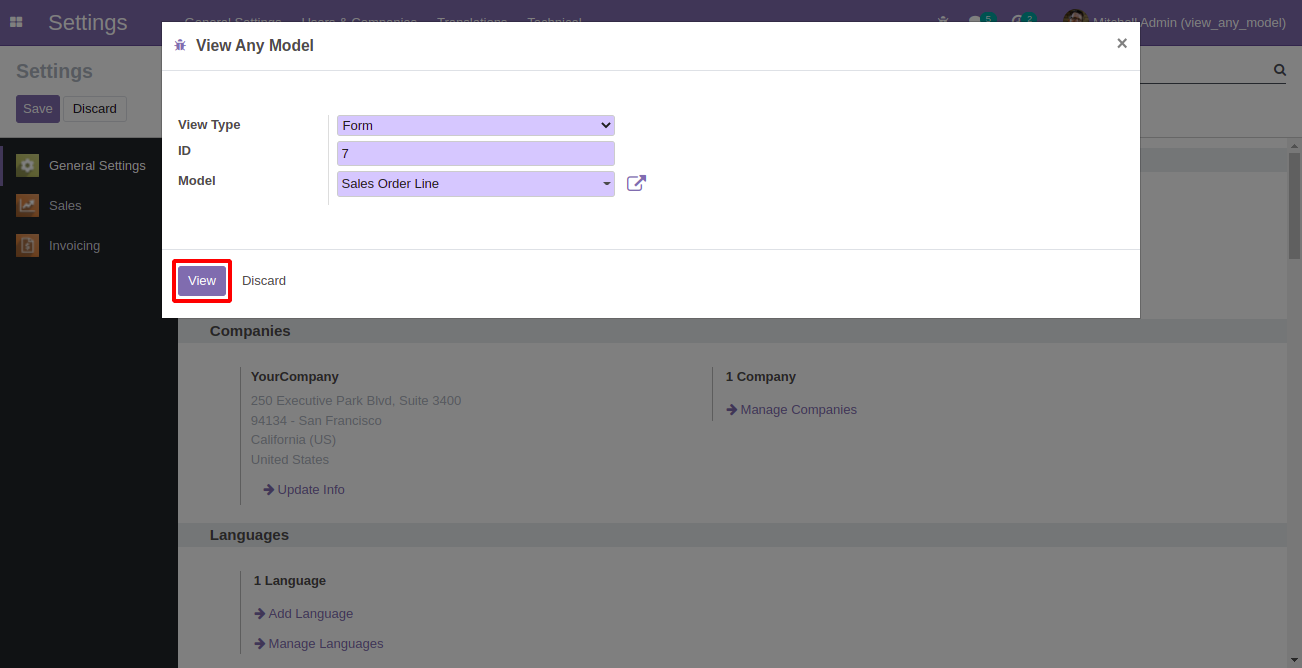 Settings
General Settings Users & Companies Translations Technical
5
2
Mitchell Admin (view_any_model)
View Any Model
×
Settings
Save
Discard
View Type
Form
ID
7
Model
Sales Order Line
General Settings
Sales
Invoicing
View
Discard
Companies
YourCompany
250 Executive Park Blvd, Suite 3400
94134 - San Francisco
California (US)
United States
Update Info
1 Company
Manage Companies
Languages
1 Language
Add Language
Manage Languages